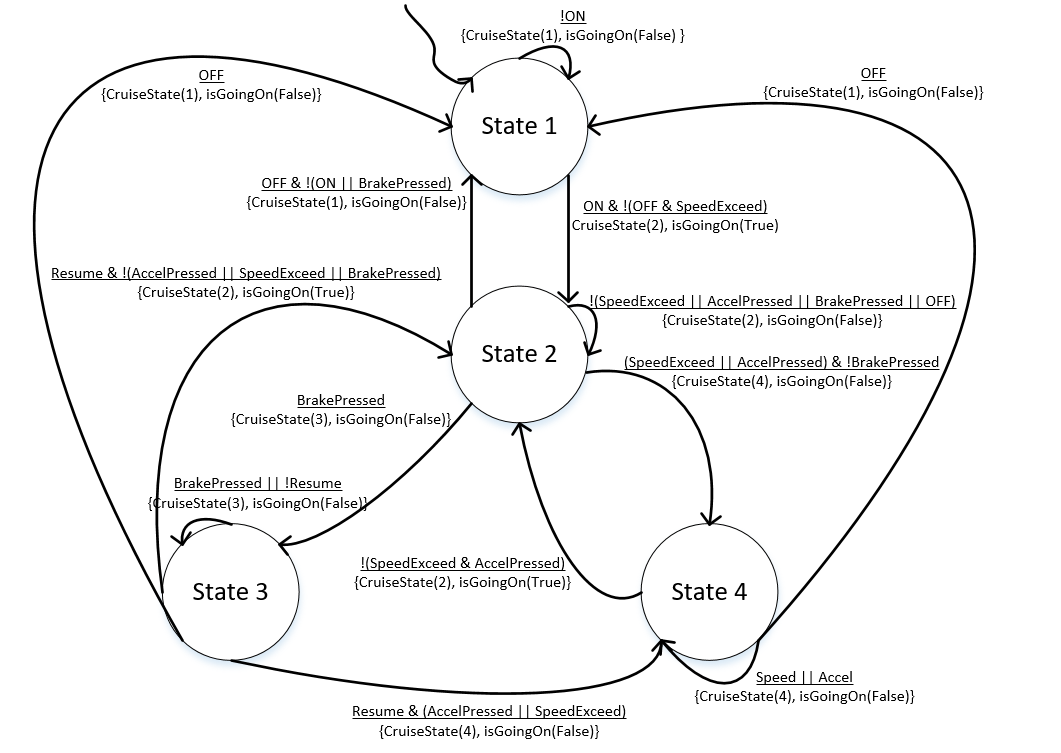 !ON
{CruiseState(1), isGoingOn(False) }
OFF
{CruiseState(1), isGoingOn(False)}
OFF
{CruiseState(1), isGoingOn(False)}
State 1
OFF & !(ON || BrakePressed)
{CruiseState(1), isGoingOn(False)}
ON & !(OFF & SpeedExceed)
CruiseState(2), isGoingOn(True)
Resume & !(AccelPressed || SpeedExceed || BrakePressed)
{CruiseState(2), isGoingOn(True)}
!(SpeedExceed || AccelPressed || BrakePressed || OFF)
{CruiseState(2), isGoingOn(False)}
State 2
(SpeedExceed || AccelPressed) & !BrakePressed
{CruiseState(4), isGoingOn(False)}
BrakePressed
{CruiseState(3), isGoingOn(False)}
BrakePressed || !Resume
{CruiseState(3), isGoingOn(False)}
!(SpeedExceed & AccelPressed)
{CruiseState(2), isGoingOn(True)}
State 3
State 4
Speed || Accel
{CruiseState(4), isGoingOn(False)}
Resume & (AccelPressed || SpeedExceed)
{CruiseState(4), isGoingOn(False)}